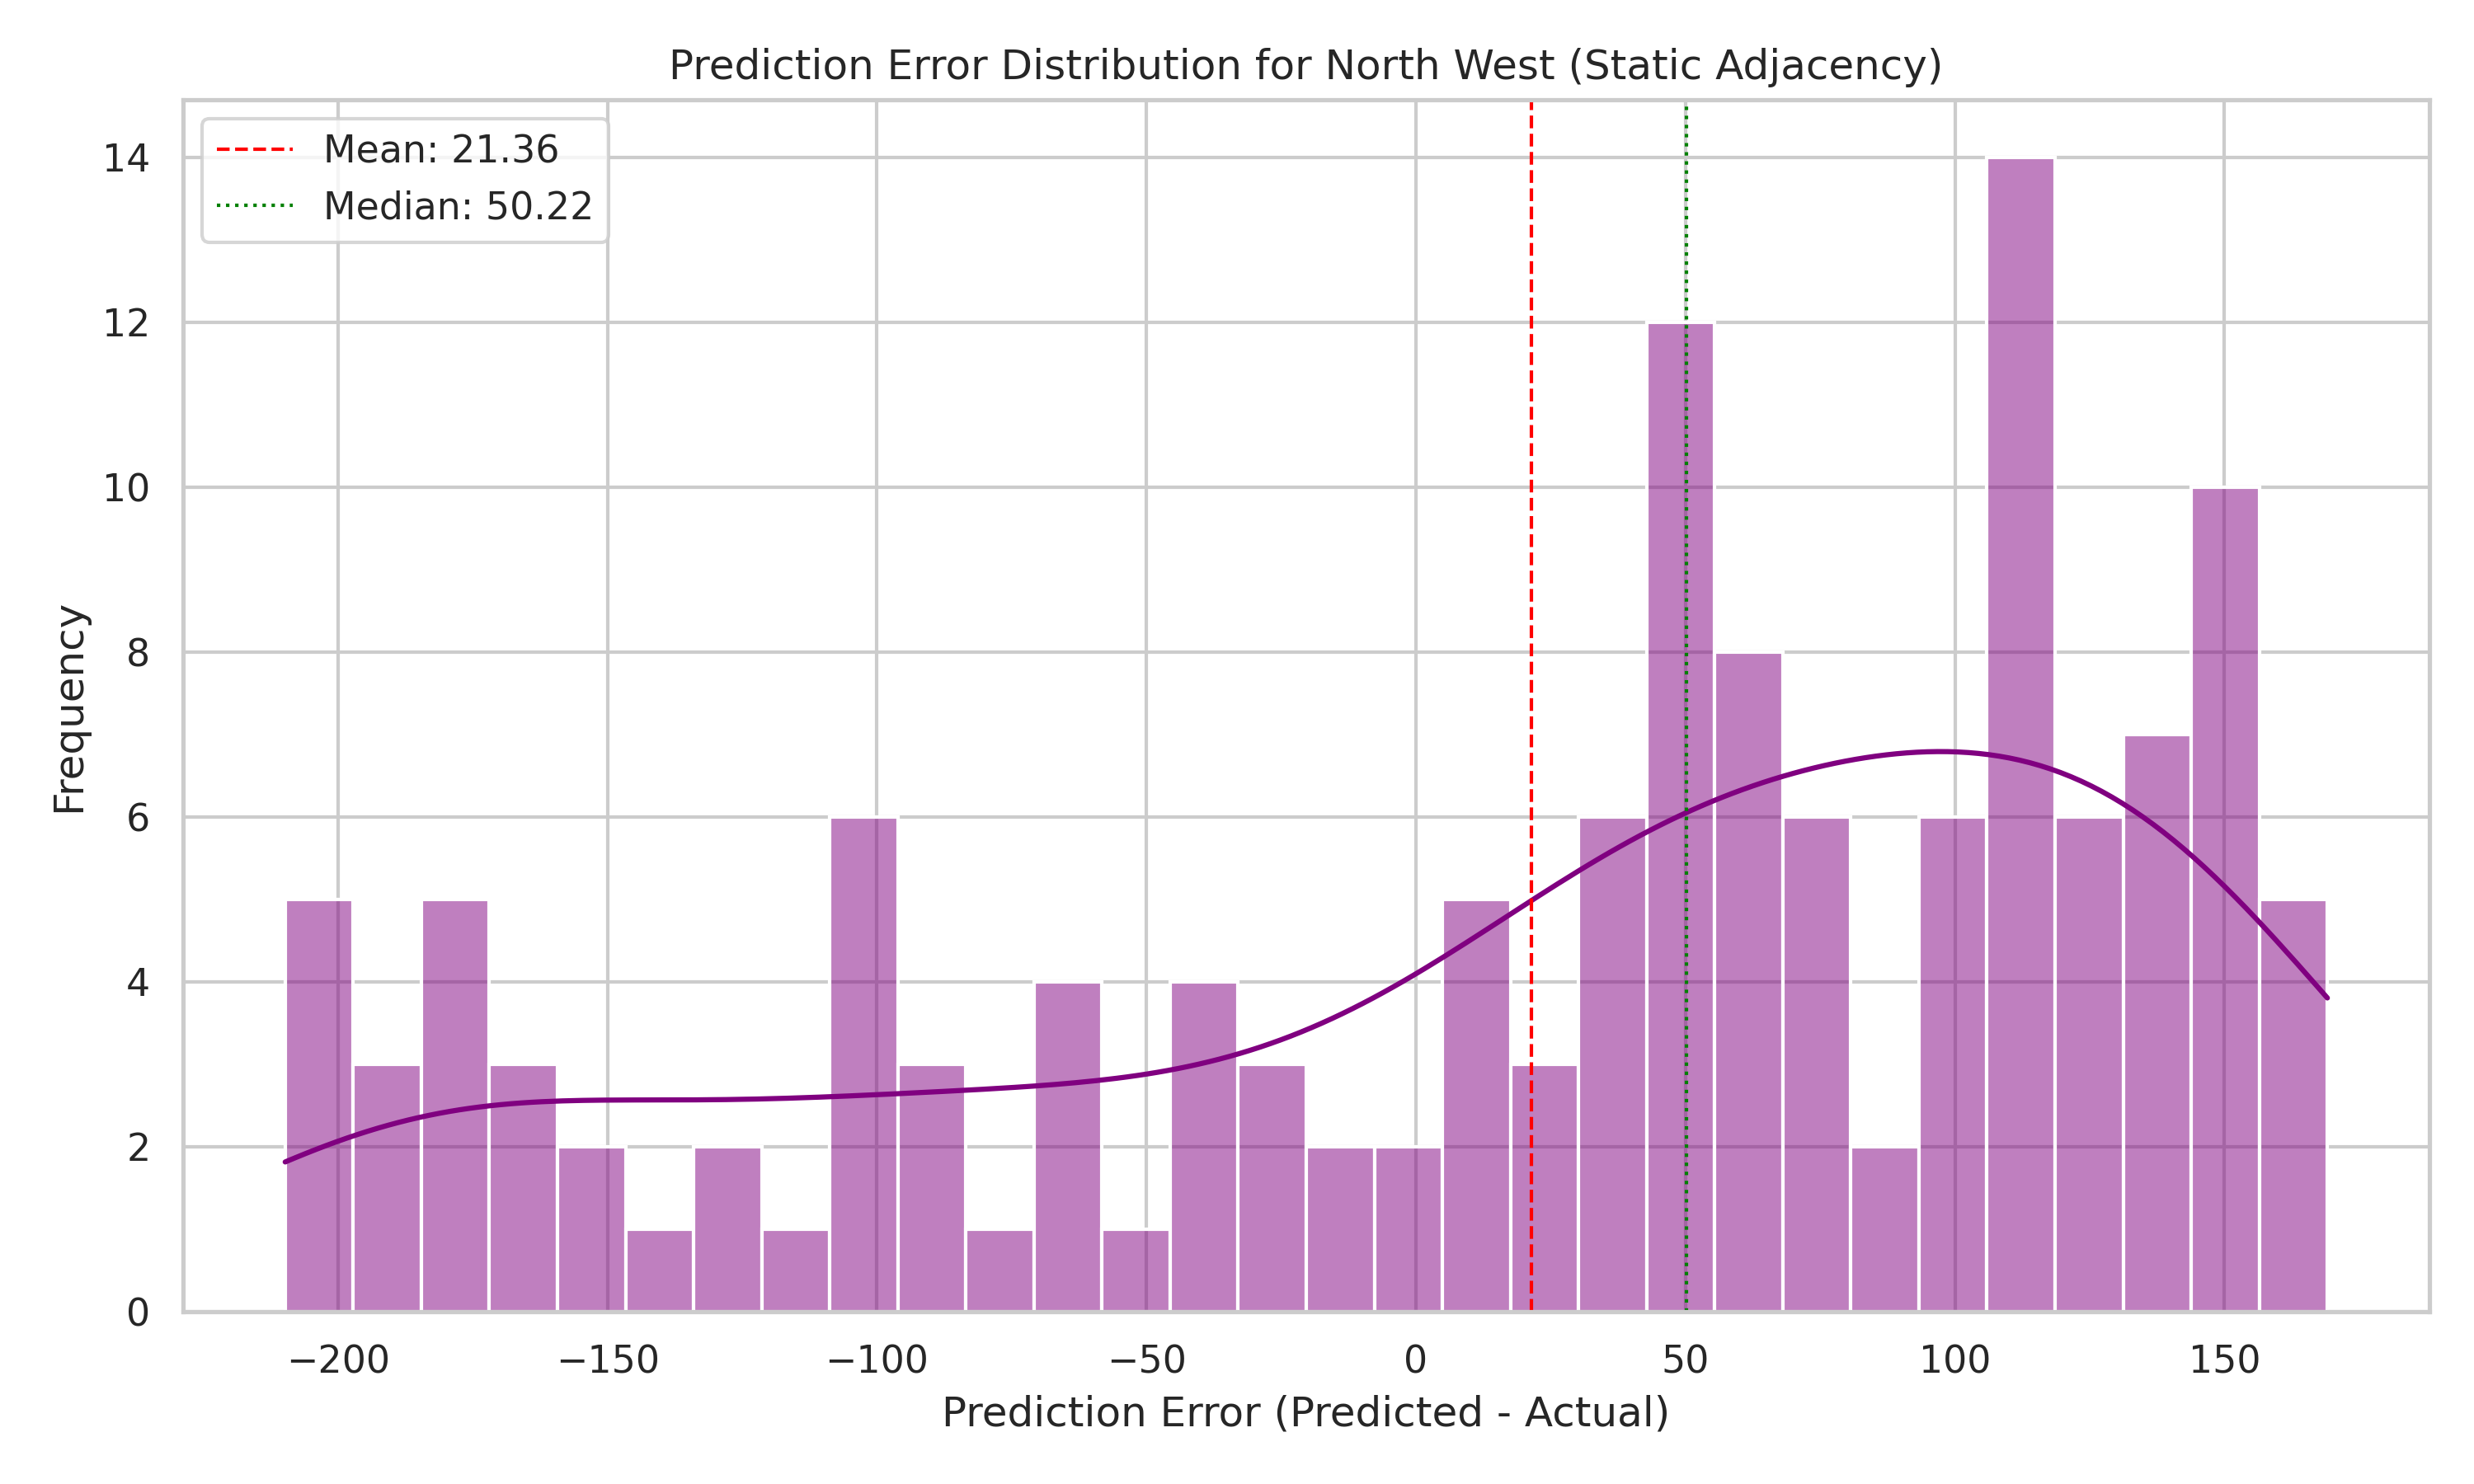 Prediction Error Distribution for North West (Static Adjacency)
Mean: 21.36
Median: 50.22
14
12
10
8
6
4
2
0
Frequency
−200 −150 −100 −50 0 50 100 150
Prediction Error (Predicted - Actual)